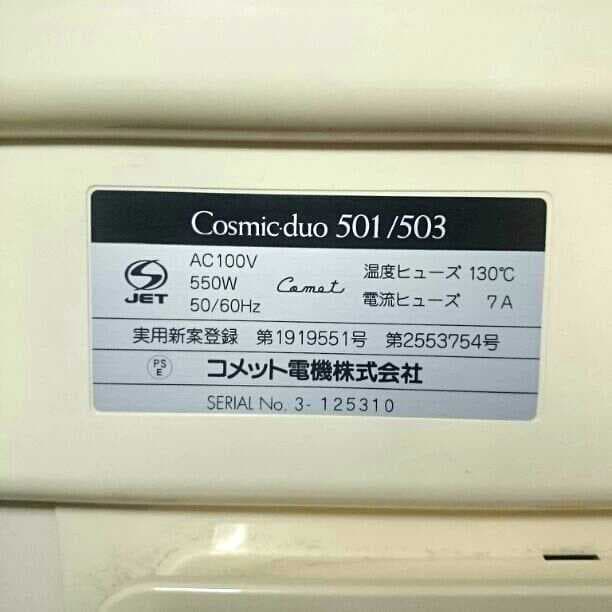 Cosmic·duo 501/503
S
JET
AC100V
550W
50/60Hz
Comet
温度ヒューズ 130℃
電流ヒューズ 7A
実用新案登録 第1919551号 第2553754号
PS
E
コメット電機株式会社
SERIAL No. 3- 125310